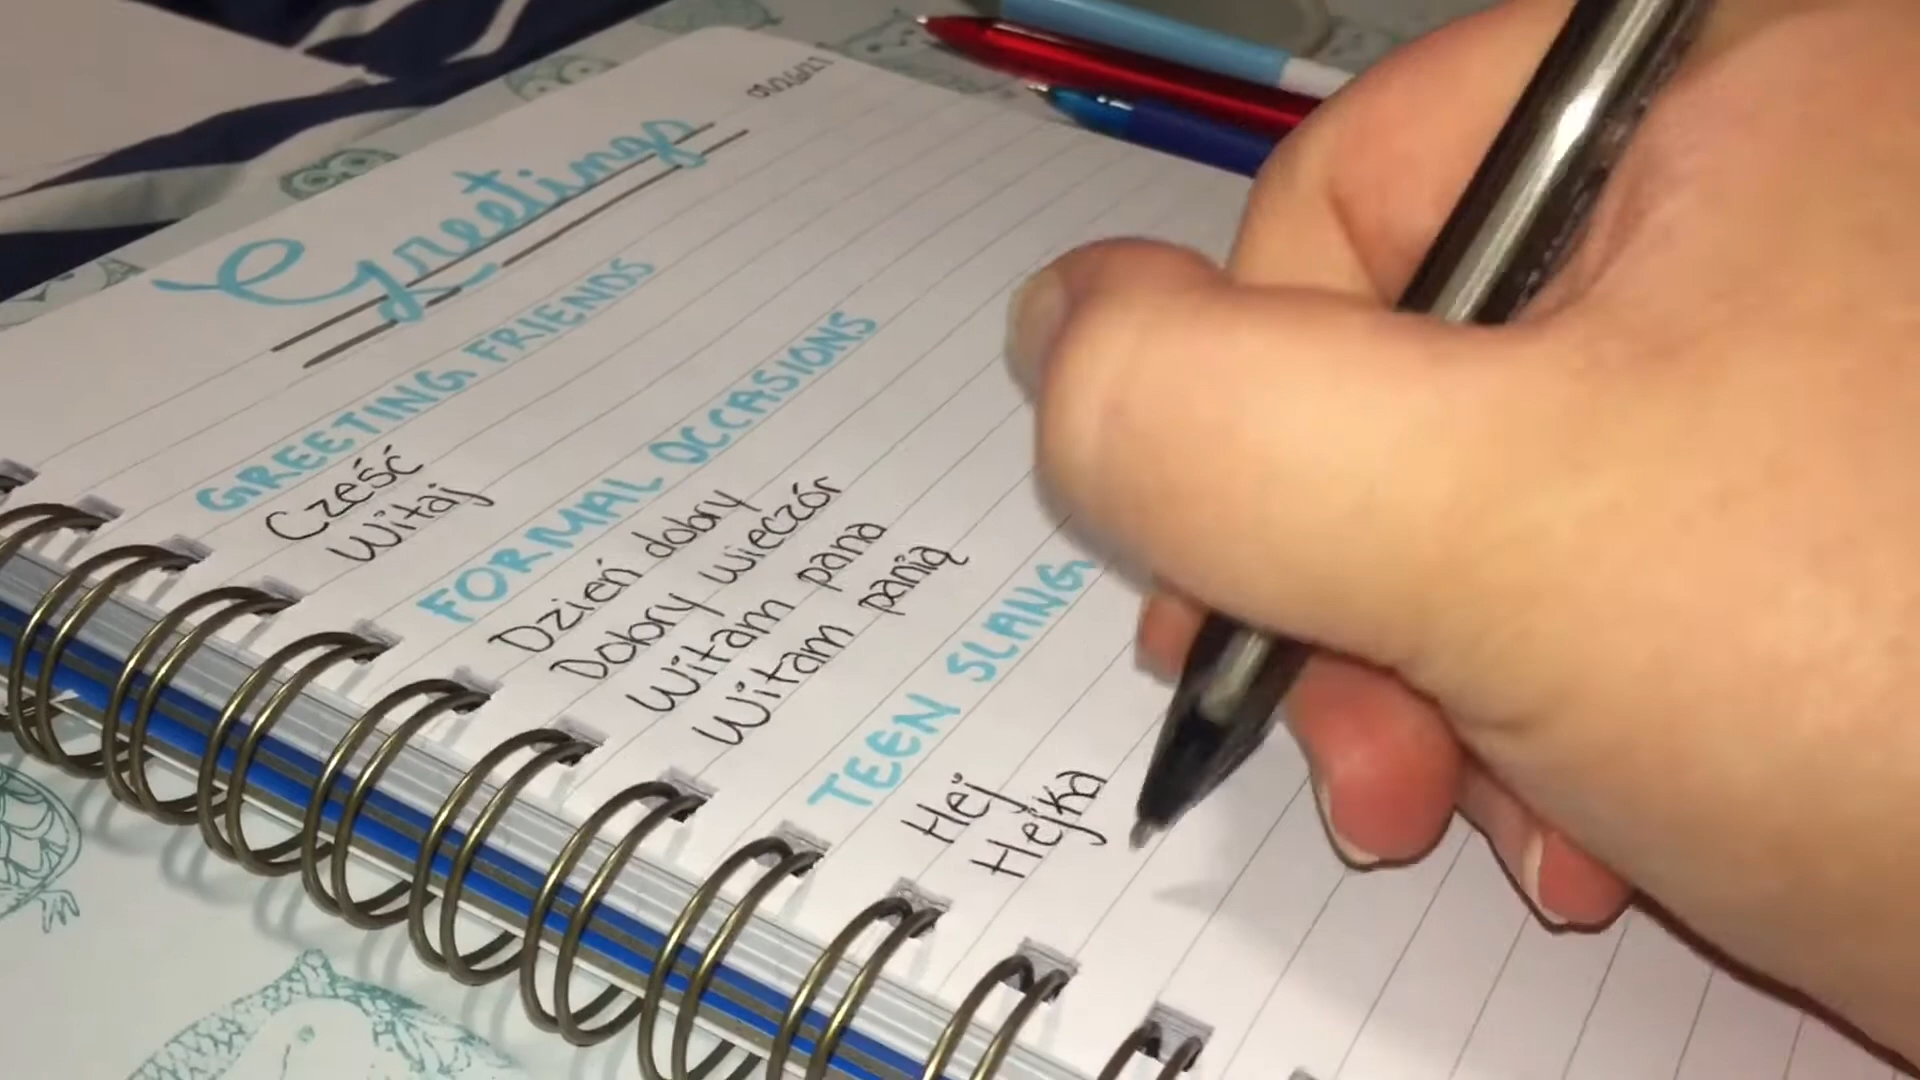 Greetings
GREETING FRIENDS
Cześć
Witaj
FORMAL OCCASIONS
Dzień dobry
Dobry wieczór
Witam pana
Witam panią
TEEN SLANG
Hej
Hejka